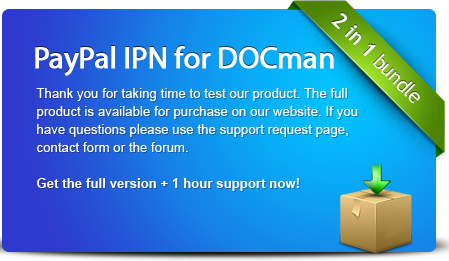 PayPal IPN for DOCman
2 in 1 bundle
Thank you for taking time to test our product. The full
product is available for purchase on our website. If you
have questions please use the support request page,
contact form or the forum.
Get the full version + 1 hour support now!